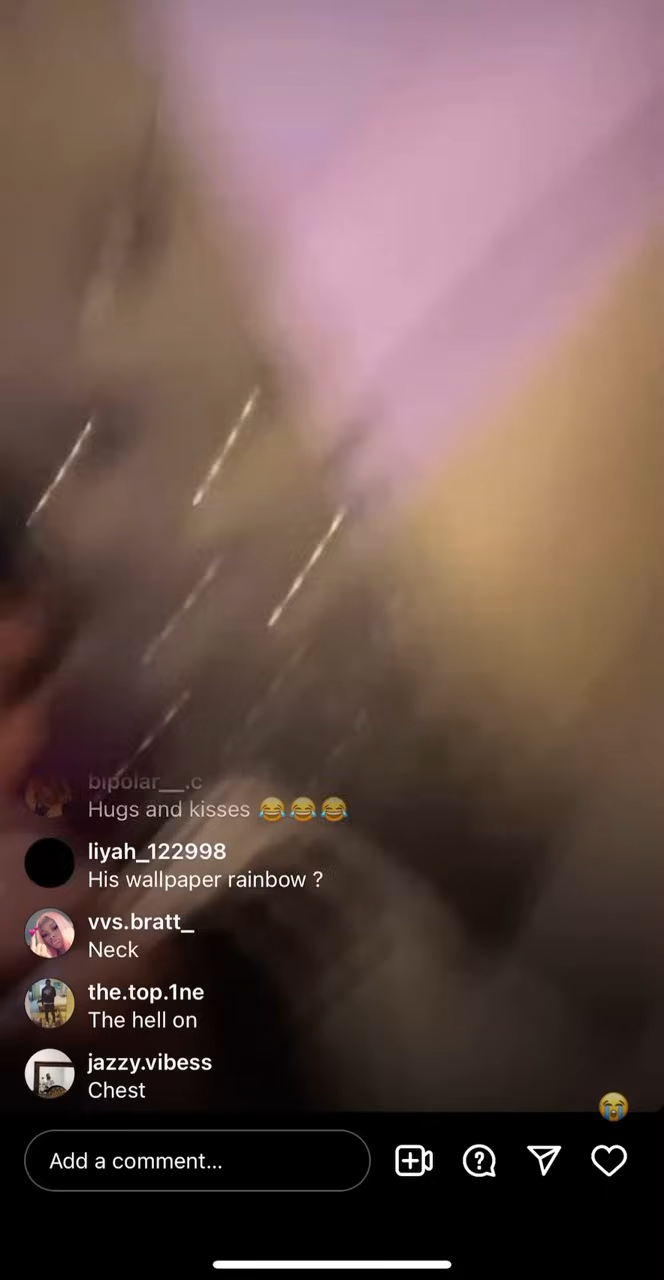 bipolar__.c
Hugs and kisses 😂😂😂
liyah_122998
His wallpaper rainbow ?
vvs.bratt_
Neck
the.top.1ne
The hell on
jazzy.vibess
Chest
Add a comment...